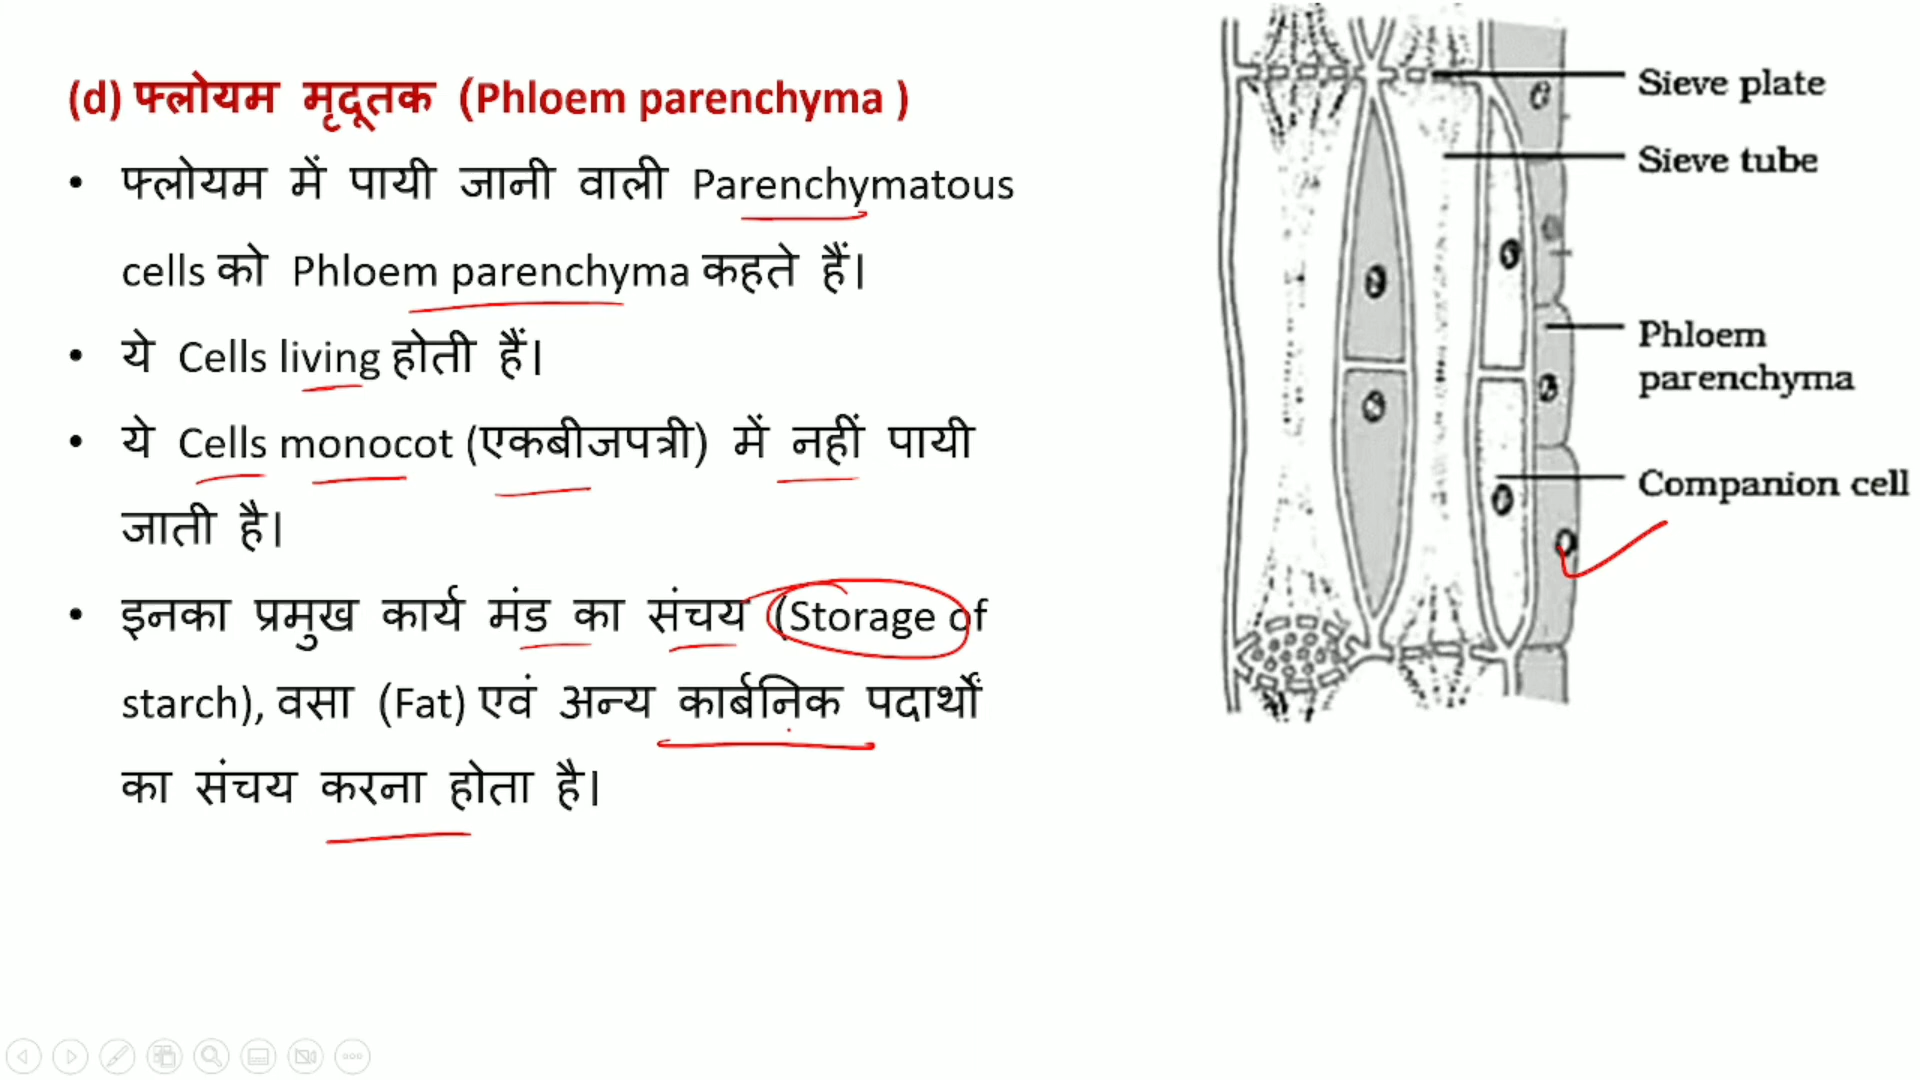 (d) फ्लोयम मृदूतक (Phloem parenchyma )
• फ्लोयम में पायी जानी वाली Parenchymatous
cells को Phloem parenchyma कहते हैं।
• ये Cells living होती हैं।
• ये Cells monocot (एकबीजपत्री) में नहीं पायी
जाती है।
• इनका प्रमुख कार्य मंड का संचय (Storage of
starch), वसा (Fat) एवं अन्य कार्बनिक पदार्थों
का संचय करना होता है।
Sieve plate
Sieve tube
Phloem
parenchyma
Companion cell